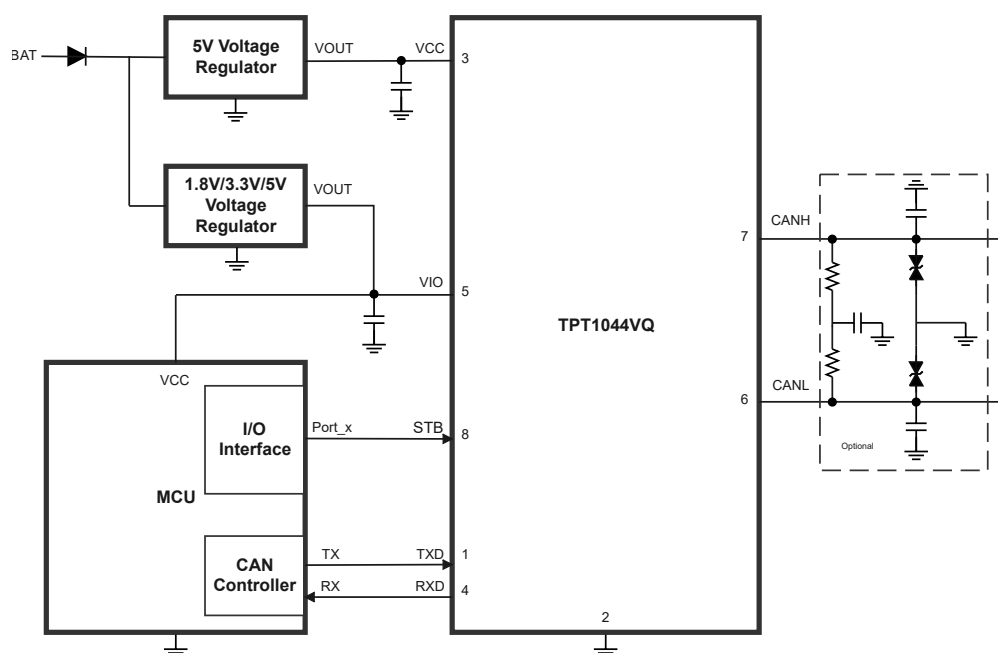 BAT
5V Voltage
Regulator
VOUT
VCC
3
1.8V/3.3V/5V
Voltage
Regulator
VOUT
VIO
5
TPT1044VQ
7
CANH
6
CANL
Optional
VCC
I/O
Interface
Port_x
STB
8
MCU
CAN
Controller
TX
TXD
1
RX
RXD
4
2